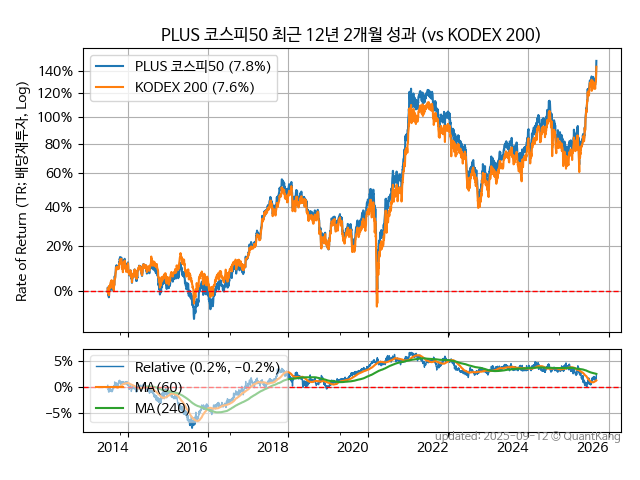 PLUS 코스피50 최근 12년 2개월 성과 (vs KODEX 200)
Rate of Return (TR: 배당재투자, Log)
140%
120%
100%
80%
60%
40%
20%
0%
PLUS 코스피50 (7.8%)
KODEX 200 (7.6%)
5%
0%
−5%
Relative (0.2%, −0.2%)
MA(60)
MA(240)
2014 2016 2018 2020 2022 2024 2026
updated: 2025-09-12 © QuantKang